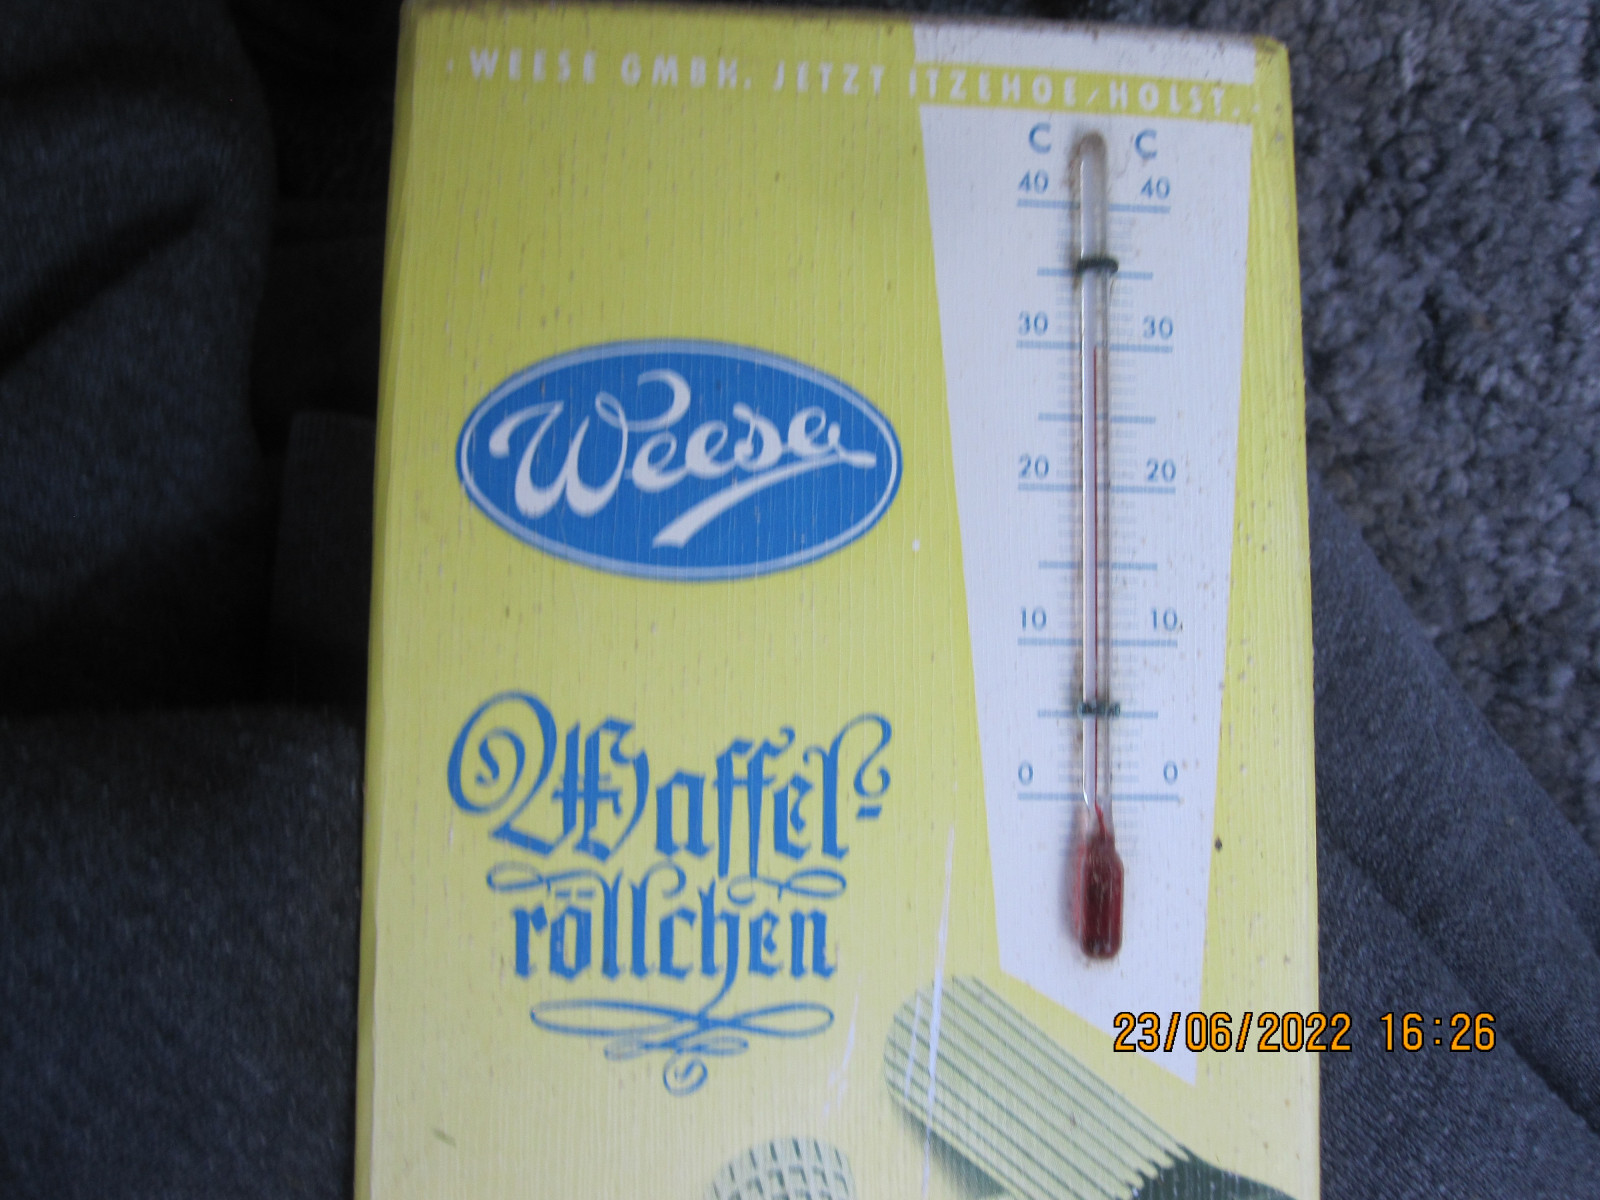 · WEESE GMBH. JETZT ITZEHOE/HOLST. ·
C C
40 40
30 30
Weese
20 20
10 10
Waffel-
röllchen
0 0
23/06/2022 16:26